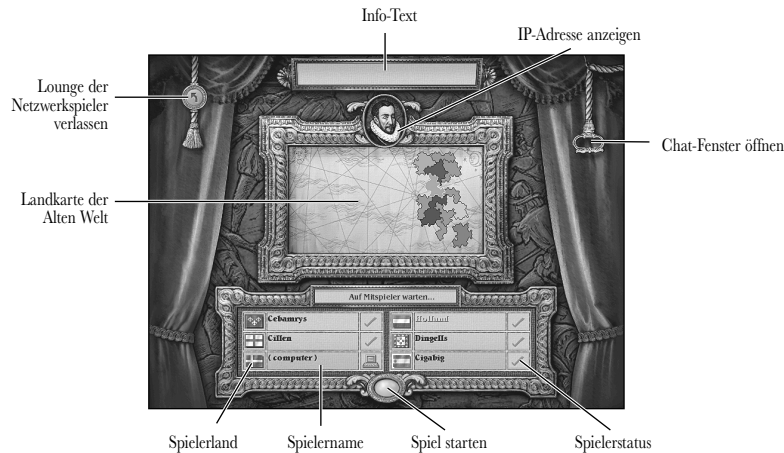 Info-Text
IP-Adresse anzeigen
Lounge der
Netzwerkspieler
verlassen
Chat-Fenster öffnen
Landkarte der
Alten Welt
Auf Mitspieler warten...
Cebamrys
Holland
Cillen
Dingells
( computer )
Cigabig
Spielerland
Spielername
Spiel starten
Spielerstatus